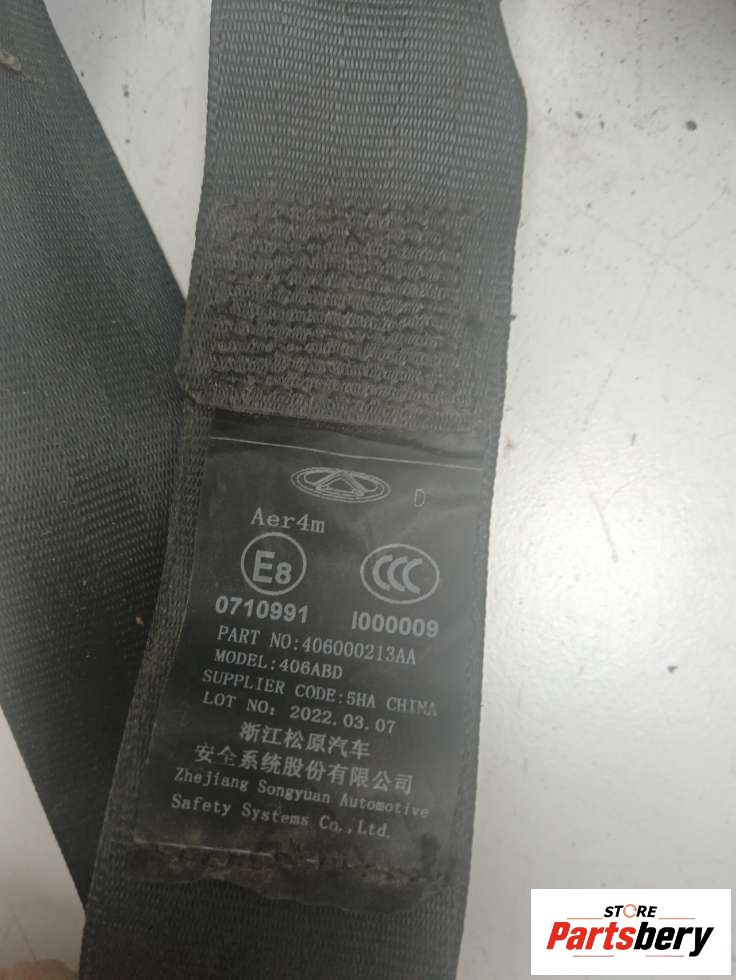 D
Aer4m
E8
CCC
0710991 I000009
PART NO:406000213AA
MODEL:406ABD
SUPPLIER CODE:5HA CHINA
LOT NO: 2022.03.07
浙江松原汽车
安全系统股份有限公司
Zhejiang Songyuan Automotive
Safety Systems Co.,Ltd.
STORE
Partsbery